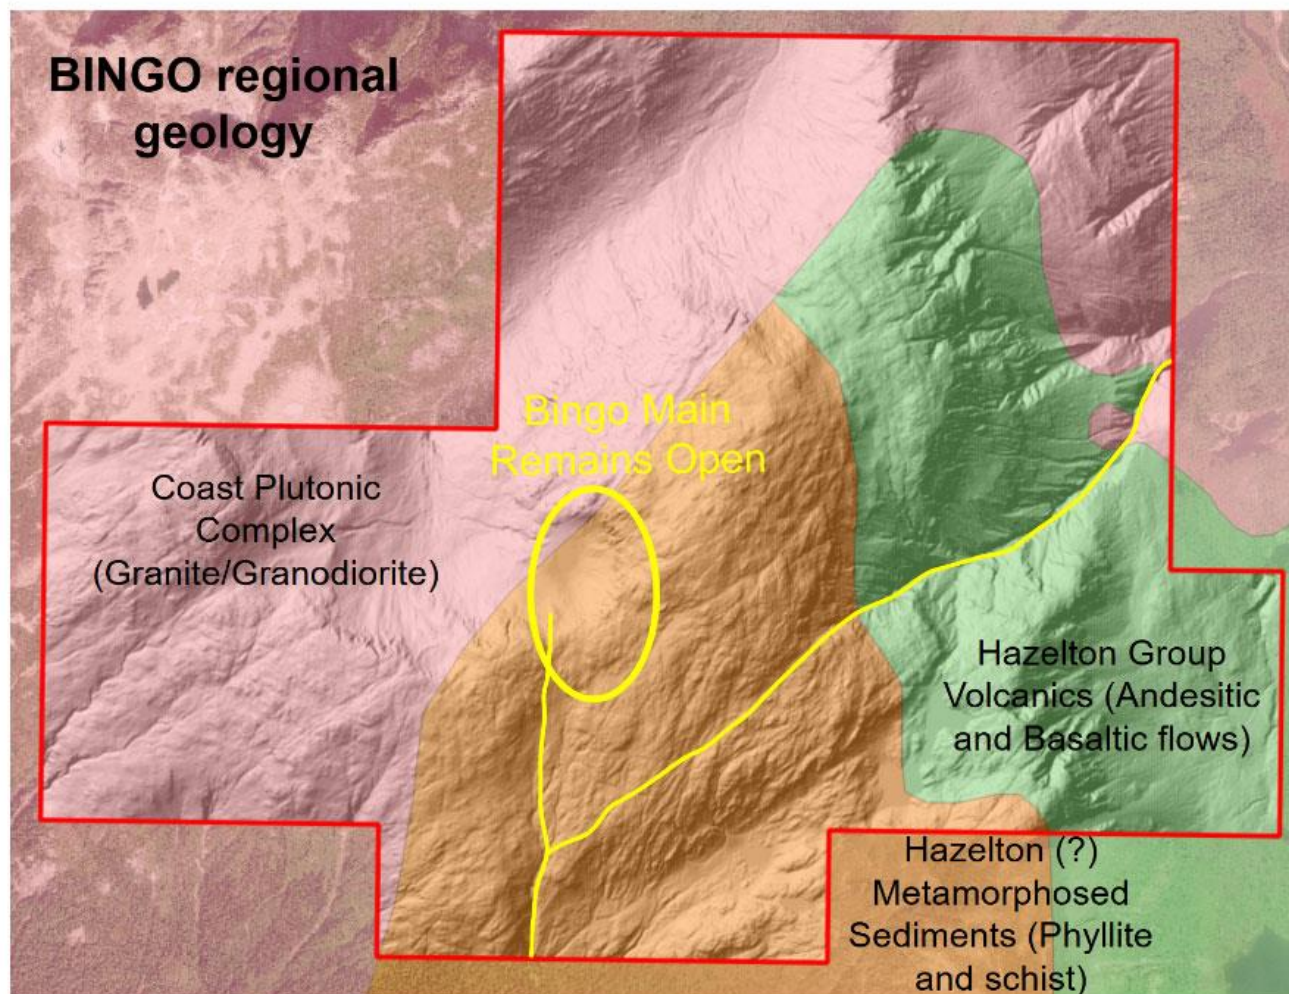 BINGO regional
geology
Bingo Main
Remains Open
Coast Plutonic
Complex
(Granite/Granodiorite)
Hazelton Group
Volcanics (Andesitic
and Basaltic flows)
Hazelton (?)
Metamorphosed
Sediments (Phyllite
and schist)